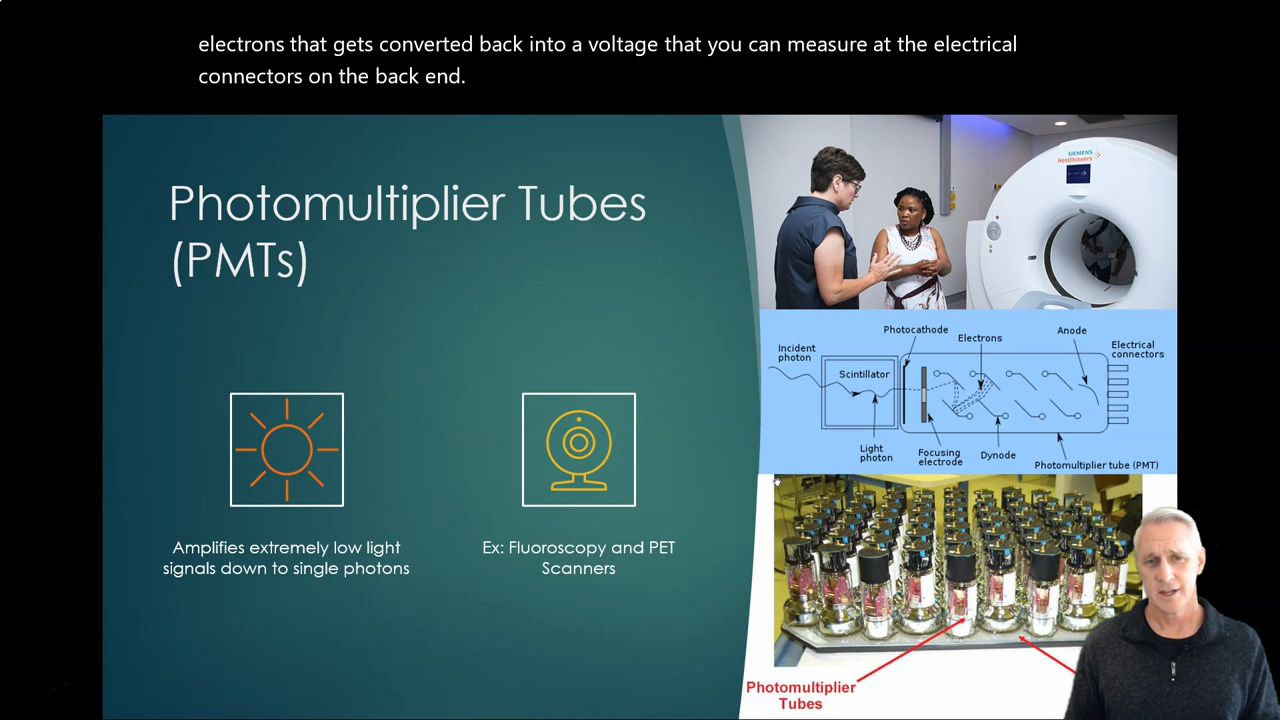 electrons that gets converted back into a voltage that you can measure at the electrical
connectors on the back end.
Photomultiplier Tubes
(PMTs)
Amplifies extremely low light
signals down to single photons
Ex: Fluoroscopy and PET
Scanners
SIEMENS
Healthineers
Photocathode
Electrons
Anode
Incident
photon
Electrical
connectors
Scintillator
Light
photon
Focusing
electrode
Dynode
Photomultiplier tube (PMT)
Photomultiplier
Tubes